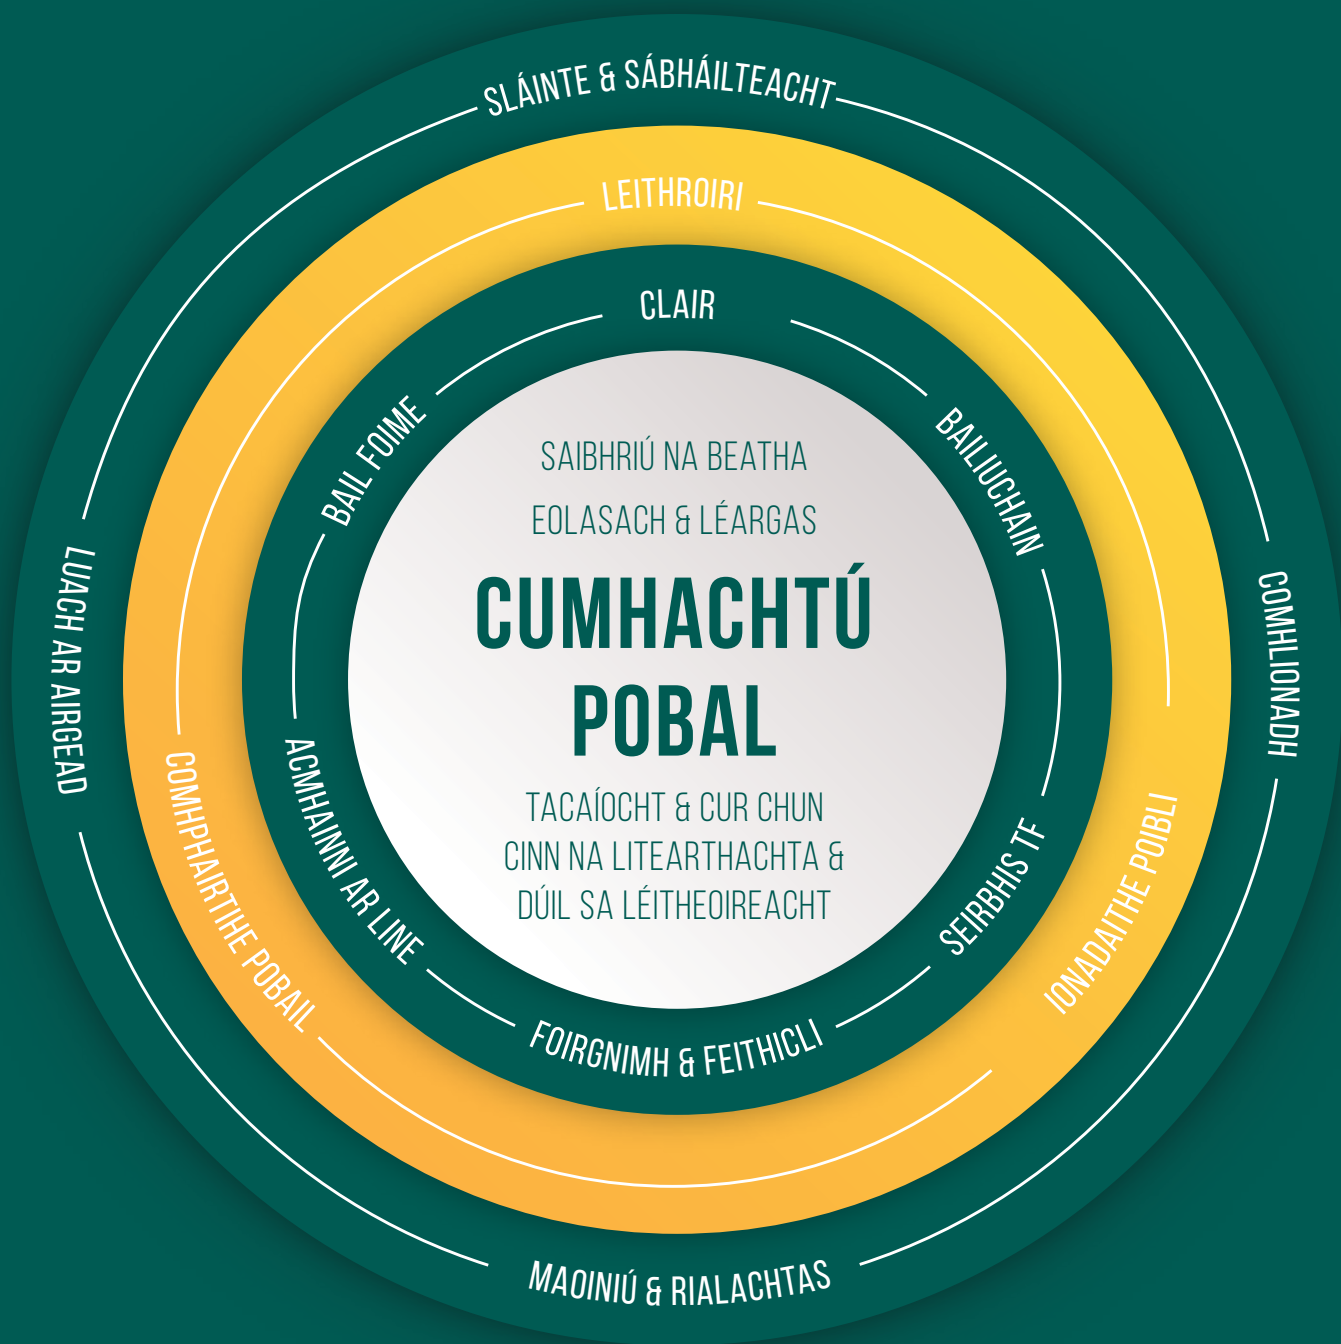 SLÁINTE & SÁBHÁILTEACHT
LEITHROIRI
CLAIR
BAIL FOIME
BAILIUCHAIN
SAIBHRIÚ NA BEATHA
EOLASACH & LÉARGAS
CUMHACHTÚ
POBAL
TACAÍOCHT & CUR CHUN
CINN NA LITEARTHACHTA &
DÚIL SA LÉITHEOIREACHT
LUACH AR AIRGEAD
COMHLIONADH
COMHPHAIRTIHE POBAIL
ACMHAINNI AR LINE
SEIRBHIS TF
IONADAITHE POIBLI
FOIRGNIMH & FEITHICLI
MAOINIÚ & RIALACHTAS